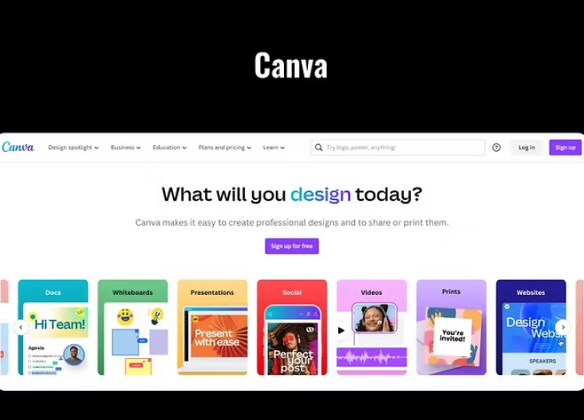 Canva
Canva Design spotlight Business Education Plans and pricing Learn Try logo, poster, anything! Log in Sign up
What will you design today?
Canva makes it easy to create professional designs and to share or print them.
Sign up for free
Docs Whiteboards Presentations Social Videos Prints Websites
Hi Team!
Agenda
Present
with ease
Perfect
your
post
You're
invited!
Design
SPEAKERS